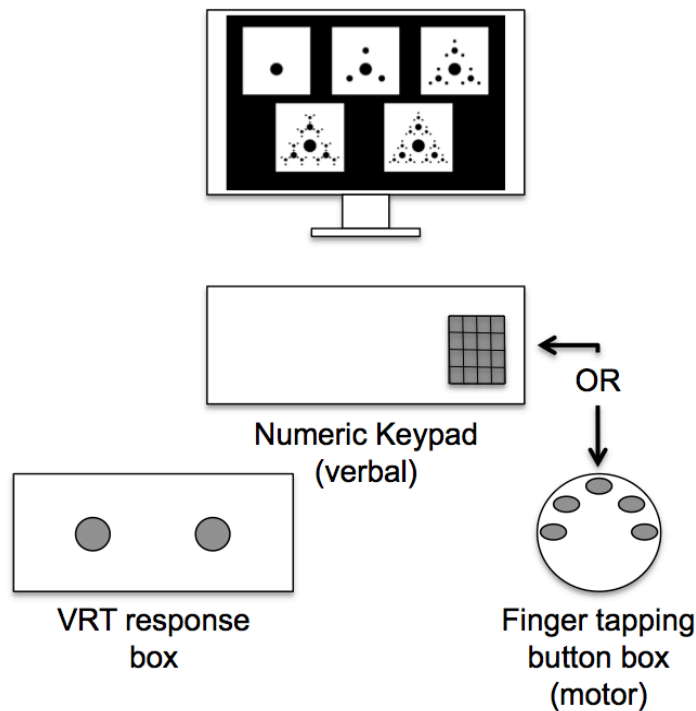 OR
Numeric Keypad
(verbal)
VRT response
box
Finger tapping
button box
(motor)